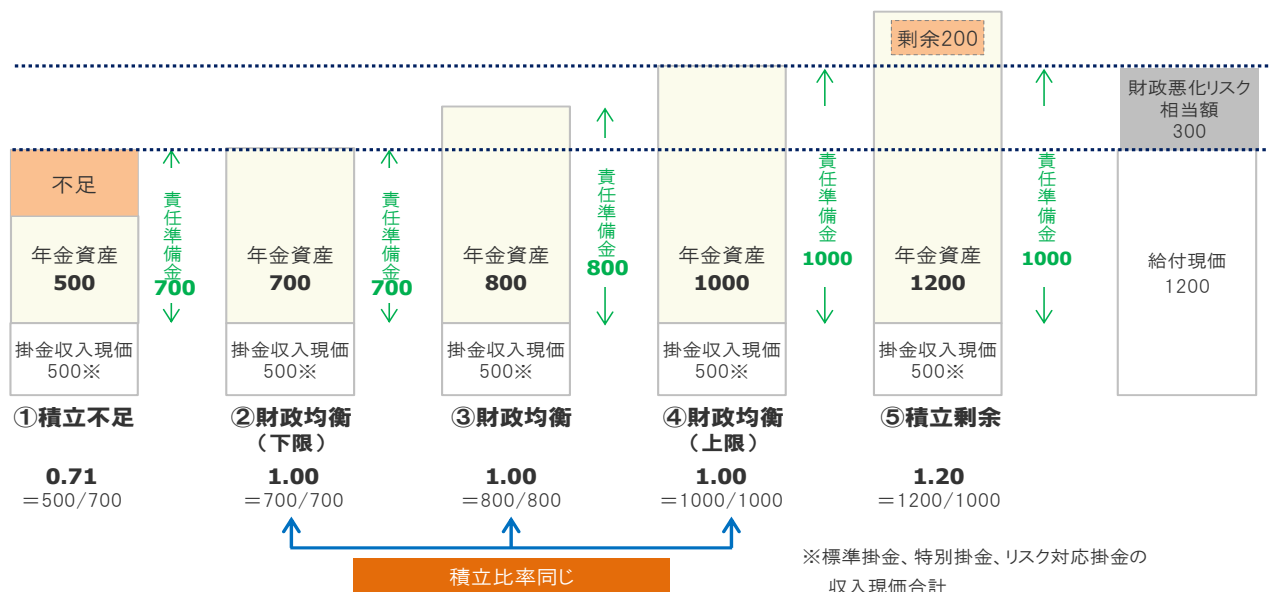 剰余200
財政悪化リスク
相当額
300
不足
責任準備金
700
責任準備金
700
責任準備金
800
責任準備金
1000
責任準備金
1000
年金資産
500
年金資産
700
年金資産
800
年金資産
1000
年金資産
1200
給付現価
1200
掛金収入現価
500※
掛金収入現価
500※
掛金収入現価
500※
掛金収入現価
500※
掛金収入現価
500※
①積立不足
②財政均衡
（下限）
③財政均衡
④財政均衡
（上限）
⑤積立剰余
0.71
＝500/700
1.00
＝700/700
1.00
＝800/800
1.00
＝1000/1000
1.20
＝1200/1000
積立比率同じ
※標準掛金、特別掛金、リスク対応掛金の
収入現価合計